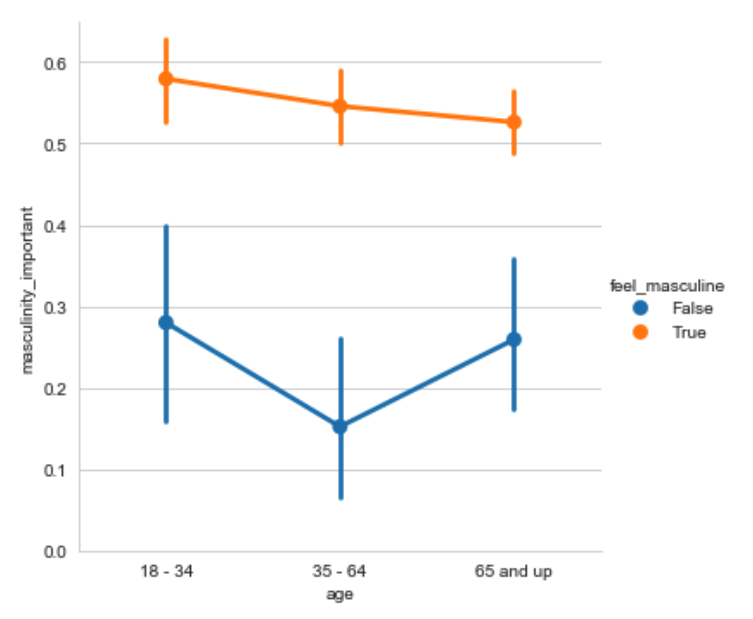 0.6
0.5
0.4
0.3
0.2
0.1
0.0
masculinity_important
18 - 34
35 - 64
65 and up
age
feel_masculine
False
True